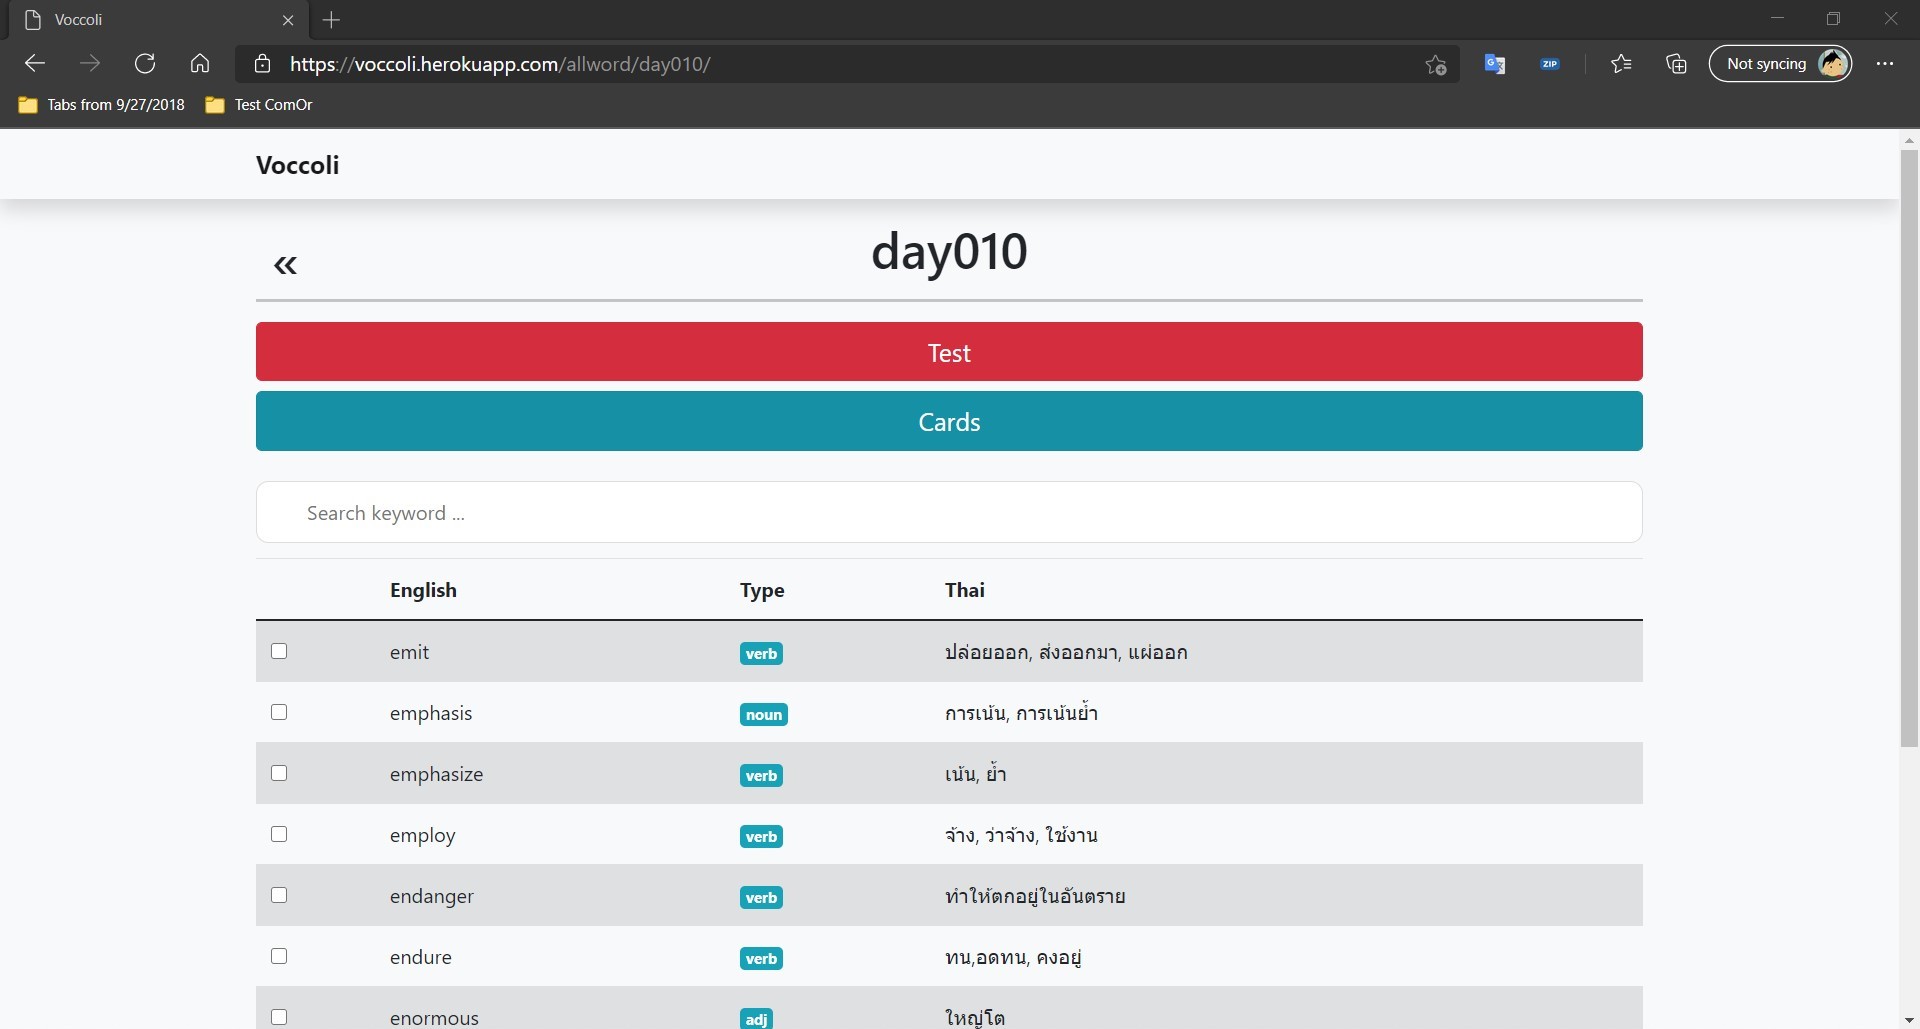 Voccoli
https://voccoli.herokuapp.com/allword/day010/
ZIP
Not syncing
Tabs from 9/27/2018 Test ComOr
Voccoli
«
day010
Test
Cards
Search keyword ...
English Type Thai
emit verb ปล่อยออก, ส่งออกมา, แผ่ออก
emphasis noun การเน้น, การเน้นย้ำ
emphasize verb เน้น, ย้ำ
employ verb จ้าง, ว่าจ้าง, ใช้งาน
endanger verb ทำให้ตกอยู่ในอันตราย
endure verb ทน,อดทน, คงอยู่
enormous adj ใหญ่โต